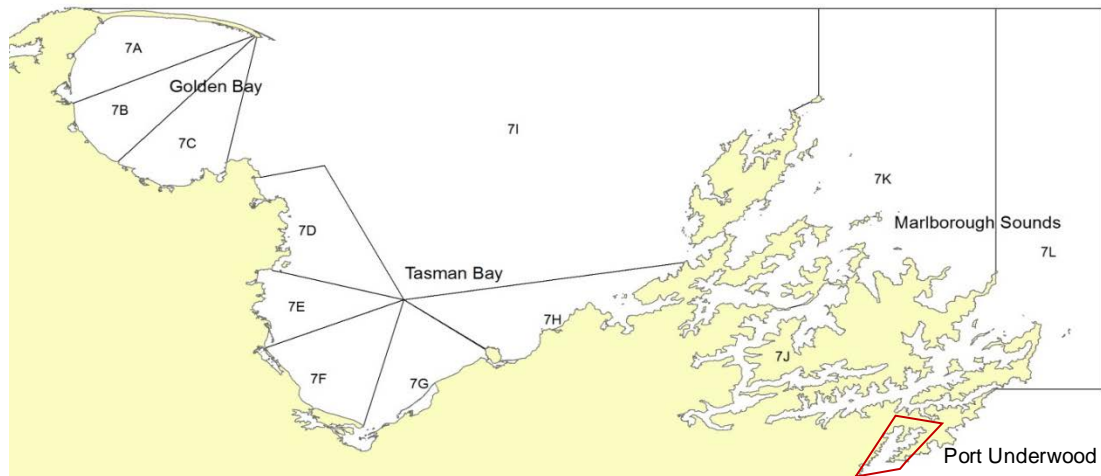 7A
Golden Bay
7B
7C
7I
7K
Marlborough Sounds
7L
7D
Tasman Bay
7E
7H
7J
7F
7G
Port Underwood